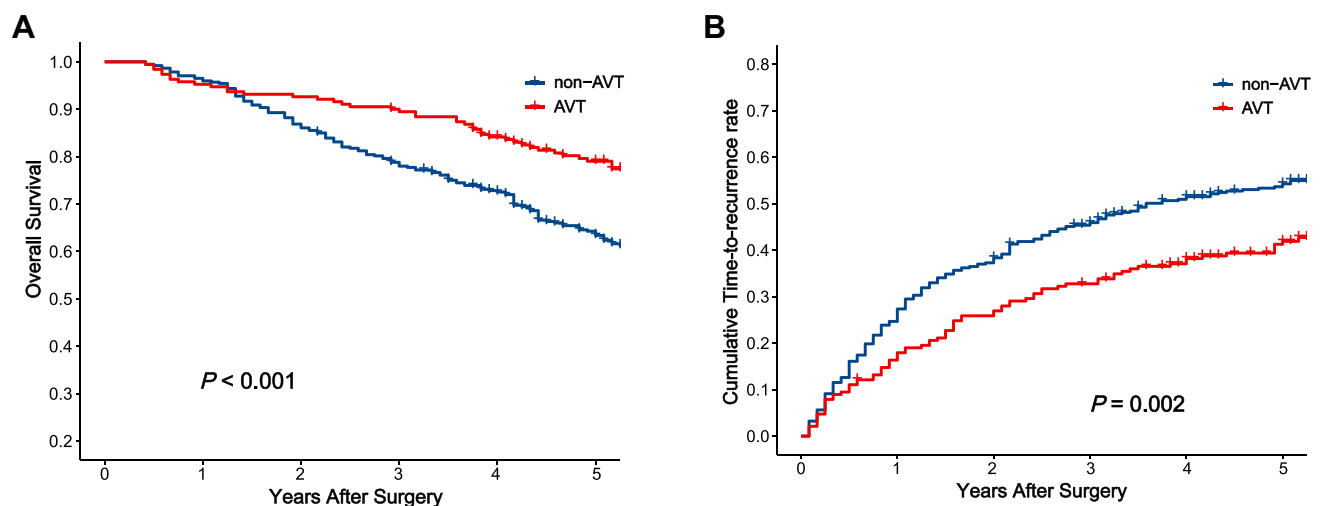 A
Overall Survival
1.0
0.9
0.8
0.7
0.6
0.5
0.4
0.3
0.2
non−AVT
AVT
P < 0.001
0 1 2 3 4 5
Years After Surgery
B
Cumulative Time-to-recurrence rate
0.8
0.7
0.6
0.5
0.4
0.3
0.2
0.1
0.0
non−AVT
AVT
P = 0.002
0 1 2 3 4 5
Years After Surgery